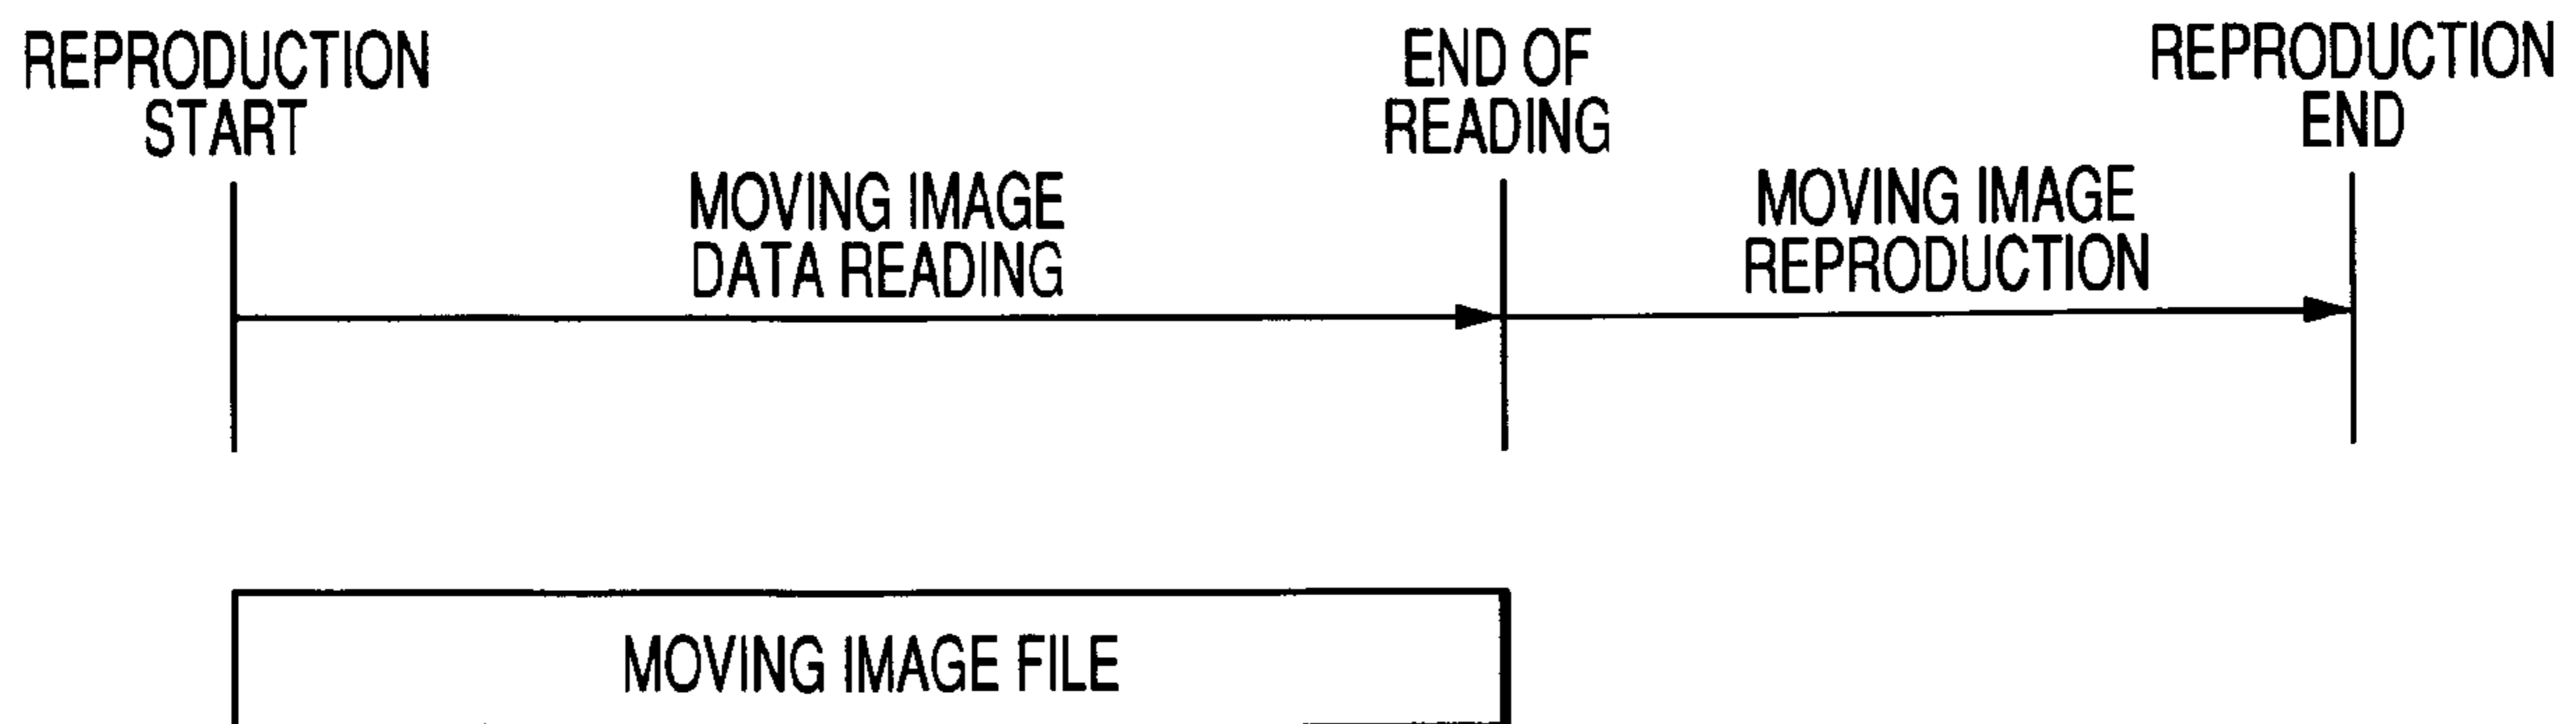 REPRODUCTION
START
END OF
READING
REPRODUCTION
END
MOVING IMAGE
DATA READING
MOVING IMAGE
REPRODUCTION
MOVING IMAGE FILE